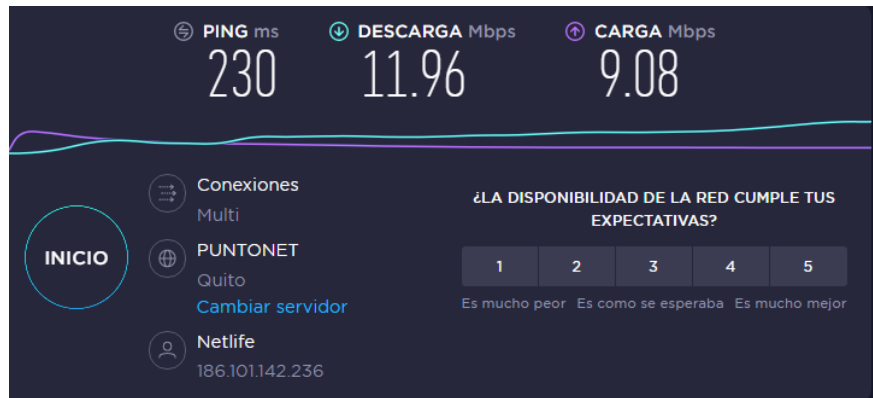 PING ms
DESCARGA Mbps
CARGA Mbps
230
11.96
9.08
INICIO
Conexiones
Multi
PUNTONET
Quito
Cambiar servidor
Netlife
186.101.142.236
¿LA DISPONIBILIDAD DE LA RED CUMPLE TUS
EXPECTATIVAS?
1 2 3 4 5
Es mucho peor Es como se esperaba Es mucho mejor